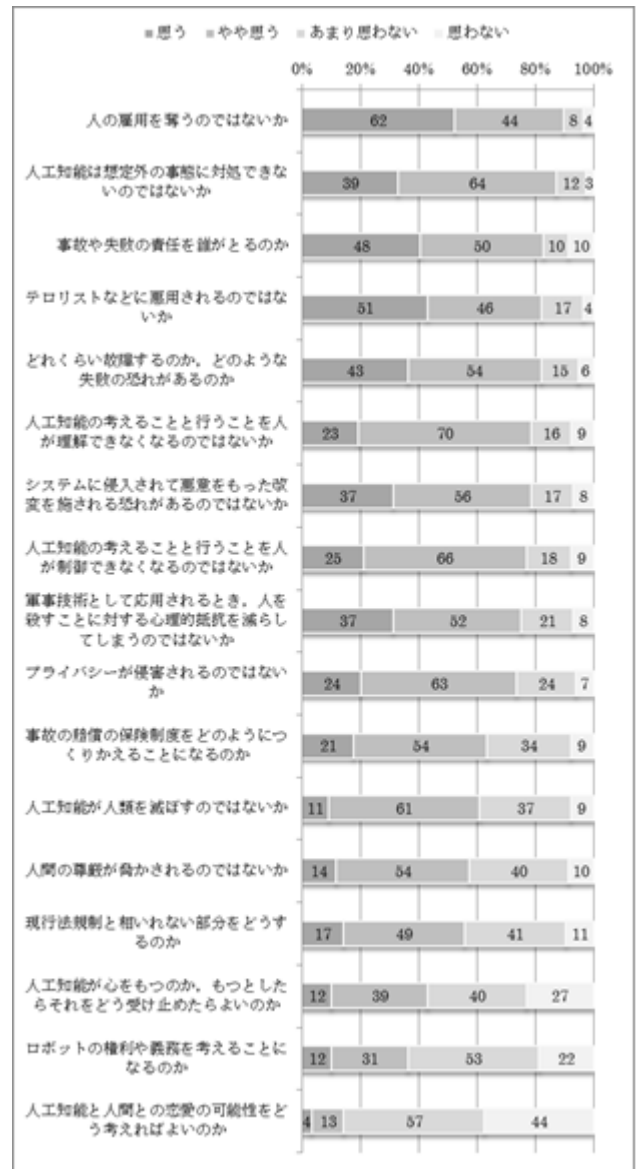 ■思う ■やや思う ■あまり思わない ■思わない
0% 20% 40% 60% 80% 100%
人の雇用を奪うのではないか
62 44 8 4
人工知能は想定外の事態に対処できな
いのではないか
39 64 12 3
事故や失敗の責任を誰がとるのか
48 50 10 10
テロリストなどに悪用されるのではな
いか
51 46 17 4
どれくらい故障するのか，どのような
失敗の恐れがあるのか
43 54 15 6
人工知能の考えることと行うことを人
が理解できなくなるのではないか
23 70 16 9
システムに侵入されて悪意をもった改
変を施される恐れがあるのではないか
37 56 17 8
人工知能の考えることと行うことを人
が制御できなくなるのではないか
25 66 18 9
軍事技術として応用されるとき，人を
殺すことに対する心理的抵抗を減らし
てしまうのではないか
37 52 21 8
プライバシーが侵害されるのではない
か
24 63 24 7
事故の賠償の保険制度をどのようにつ
くりかえることになるのか
21 54 34 9
人工知能が人類を滅ぼすのではないか
11 61 37 9
人間の尊厳が脅かされるのではないか
14 54 40 10
現行法規制と相いれない部分をどうす
るのか
17 49 41 11
人工知能が心をもつのか，もつとした
らそれをどう受け止めたらよいのか
12 39 40 27
ロボットの権利や義務を考えることに
なるのか
12 31 53 22
人工知能と人間との恋愛の可能性をど
う考えればよいのか
4 13 57 44